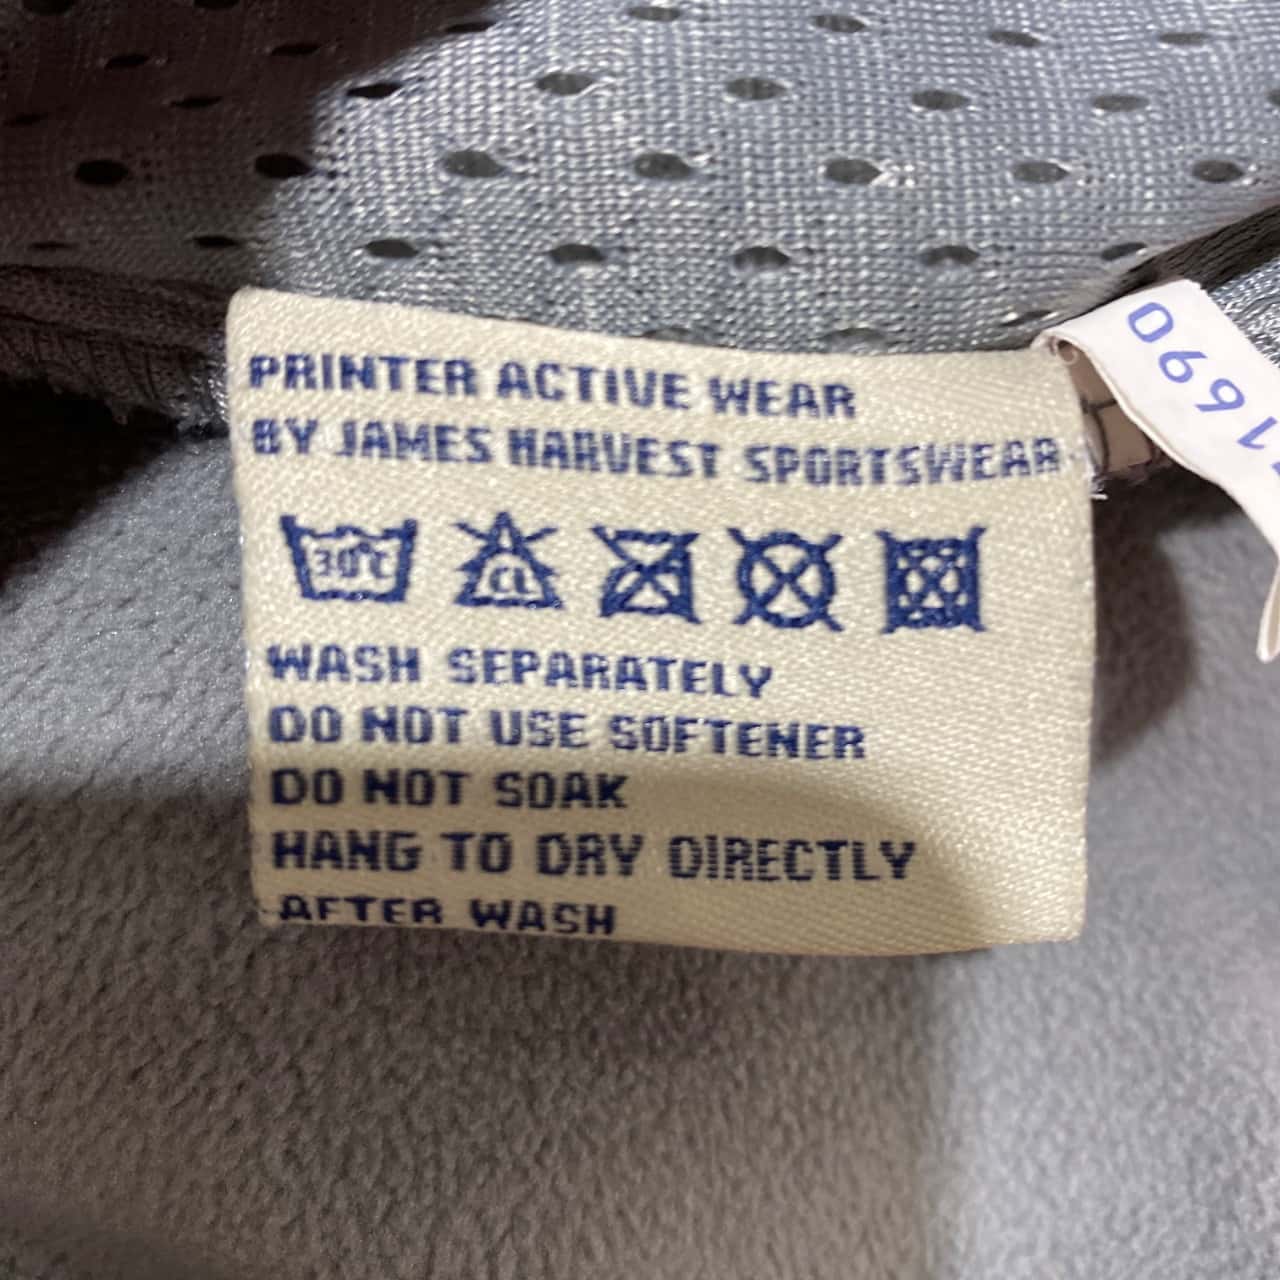 PRINTER ACTIVE WEAR
BY JAMES HARVEST SPORTSWEAR
30°C CL
WASH SEPARATELY
DO NOT USE SOFTENER
DO NOT SOAK
HANG TO DRY DIRECTLY
AFTER WASH